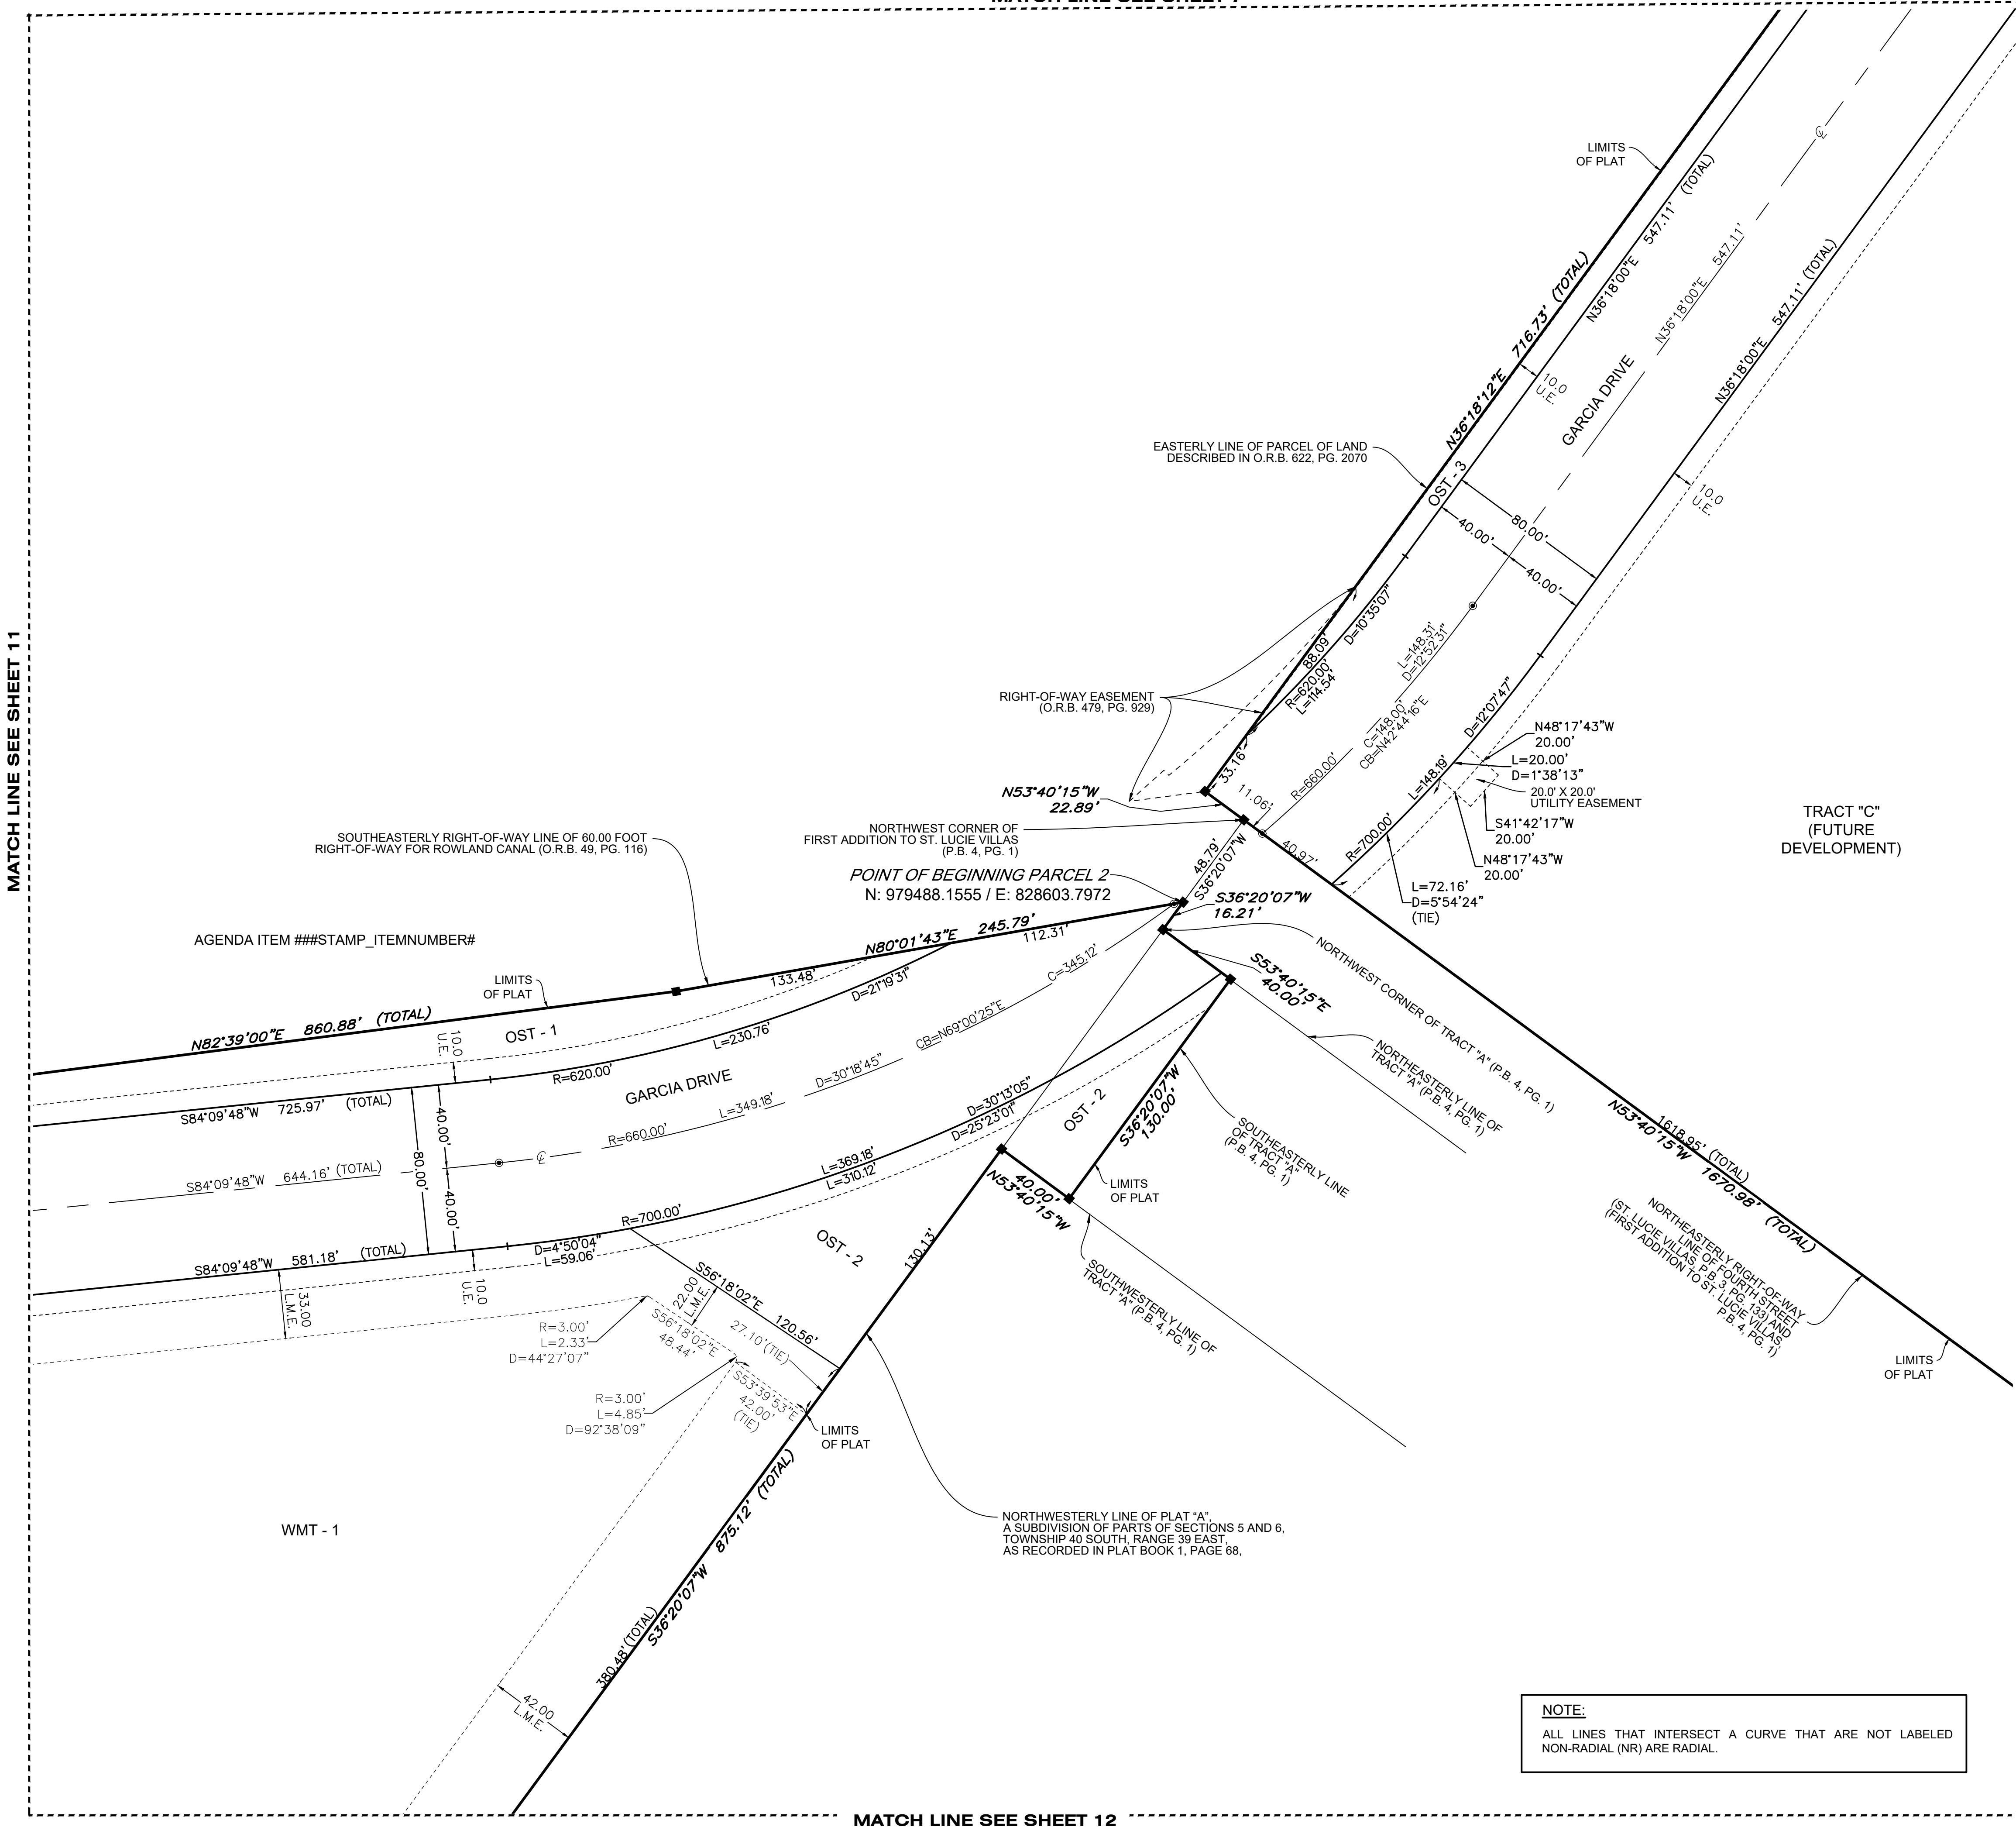 LIMITS
OF PLAT
547.11' (TOTAL)
N36°18'00"E
℄
716.73' (TOTAL)
N36°18'12"E
10.0
U.E.
GARCIA DRIVE
N36°18'00"E 547.11'
547.11' (TOTAL)
N36°18'00"E
EASTERLY LINE OF PARCEL OF LAND
DESCRIBED IN O.R.B. 622, PG. 2070
OST - 3
80.00'
40.00'
40.00'
10.0
U.E.
MATCH LINE SEE SHEET 11
RIGHT-OF-WAY EASEMENT
(O.R.B. 479, PG. 929)
88.09'
R=620.00'
L=114.54'
D=10°35'07"
L=148.31'
D=12°52'31"
C=148.00'
CB=N42°44'16"E
R=660.00'
D=12°07'47"
L=148.19'
R=700.00'
N48°17'43"W
20.00'
L=20.00'
D=1°38'13"
20.0' X 20.0'
UTILITY EASEMENT
S41°42'17"W
20.00'
N48°17'43"W
20.00'
L=72.16'
D=5°54'24"
(TIE)
TRACT "C"
(FUTURE
DEVELOPMENT)
33.16'
N53°40'15"W
22.89'
11.06'
40.97'
NORTHWEST CORNER OF
FIRST ADDITION TO ST. LUCIE VILLAS
(P.B. 4, PG. 1)
SOUTHEASTERLY RIGHT-OF-WAY LINE OF 60.00 FOOT
RIGHT-OF-WAY FOR ROWLAND CANAL (O.R.B. 49, PG. 116)
POINT OF BEGINNING PARCEL 2
N: 979488.1555 / E: 828603.7972
48.79'
S36°20'07"W
S36°20'07"W
16.21'
AGENDA ITEM ###STAMP_ITEMNUMBER#
N80°01'43"E 245.79'
112.31'
133.48'
LIMITS
OF PLAT
N82°39'00"E 860.88' (TOTAL)
10.0
U.E.
OST - 1
D=21°19'31"
L=230.76'
R=620.00'
C=345.12'
CB=N69°00'25"E
D=30°18'45"
L=349.18'
R=660.00'
GARCIA DRIVE
S84°09'48"W 725.97' (TOTAL)
S84°09'48"W 644.16' (TOTAL)
℄
40.00'
80.00'
40.00'
S84°09'48"W 581.18' (TOTAL)
33.00
L.M.E.
10.0
U.E.
D=30°13'05"
D=25°23'01"
L=369.18'
L=310.12'
R=700.00'
D=4°50'04"
L=59.06'
S53°40'15"E
40.00'
NORTHWEST CORNER OF TRACT "A" (P.B. 4, PG. 1)
NORTHEASTERLY LINE OF
TRACT "A" (P.B. 4, PG. 1)
OST - 2
S36°20'07"W
130.00'
SOUTHEASTERLY LINE
OF TRACT "A"
(P.B. 4, PG. 1)
LIMITS
OF PLAT
40.00'
N53°40'15"W
SOUTHWESTERLY LINE OF
TRACT "A" (P.B. 4, PG. 1)
1618.95' (TOTAL)
N53°40'15"W 1670.98' (TOTAL)
NORTHEASTERLY RIGHT-OF-WAY
LINE OF FOURTH STREET
(ST. LUCIE VILLAS, P.B. 3, PG. 133) AND
(FIRST ADDITION TO ST. LUCIE VILLAS,
P.B. 4, PG. 1)
LIMITS
OF PLAT
OST - 2
130.13'
S56°18'02"E 120.56'
22.00
L.M.E.
S56°18'02"E
48.44'
27.10' (TIE)
R=3.00'
L=2.33'
D=44°27'07"
R=3.00'
L=4.85'
D=92°38'09"
S53°39'53"E
42.00'
(TIE)
LIMITS
OF PLAT
NORTHWESTERLY LINE OF PLAT “A”,
A SUBDIVISION OF PARTS OF SECTIONS 5 AND 6,
TOWNSHIP 40 SOUTH, RANGE 39 EAST,
AS RECORDED IN PLAT BOOK 1, PAGE 68,
WMT - 1
380.48' (TOTAL)
S36°20'07"W 875.12' (TOTAL)
42.00
L.M.E.
NOTE:
ALL LINES THAT INTERSECT A CURVE THAT ARE NOT LABELED
NON-RADIAL (NR) ARE RADIAL.
MATCH LINE SEE SHEET 12